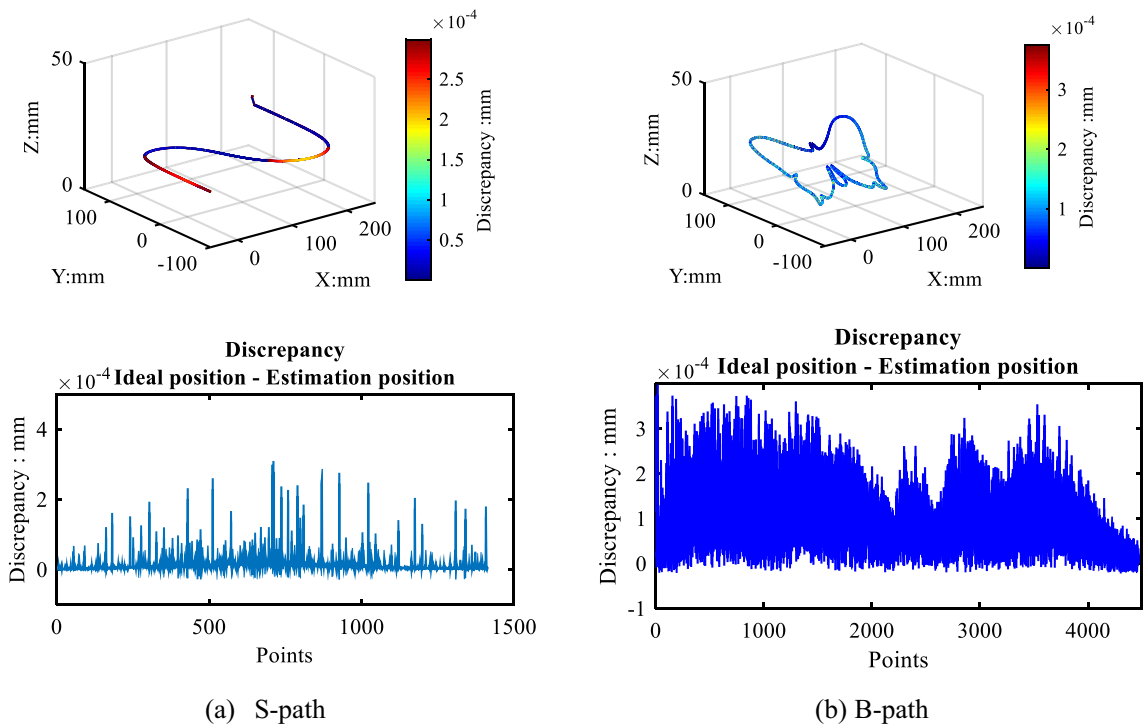 ×10⁻⁴
50
Z:mm
0
100
0
-100
Y:mm
0
100
200
X:mm
2.5
2
1.5
1
0.5
Discrepancy :mm
×10⁻⁴
50
Z:mm
0
100
0
-100
Y:mm
0
100
200
X:mm
3
2
1
Discrepancy :mm
Discrepancy
×10⁻⁴ Ideal position - Estimation position
4
2
0
Discrepancy : mm
0 500 1000 1500
Points
Discrepancy
×10⁻⁴ Ideal position - Estimation position
3
2
1
0
-1
Discrepancy : mm
0 1000 2000 3000 4000
Points
(a) S-path
(b) B-path